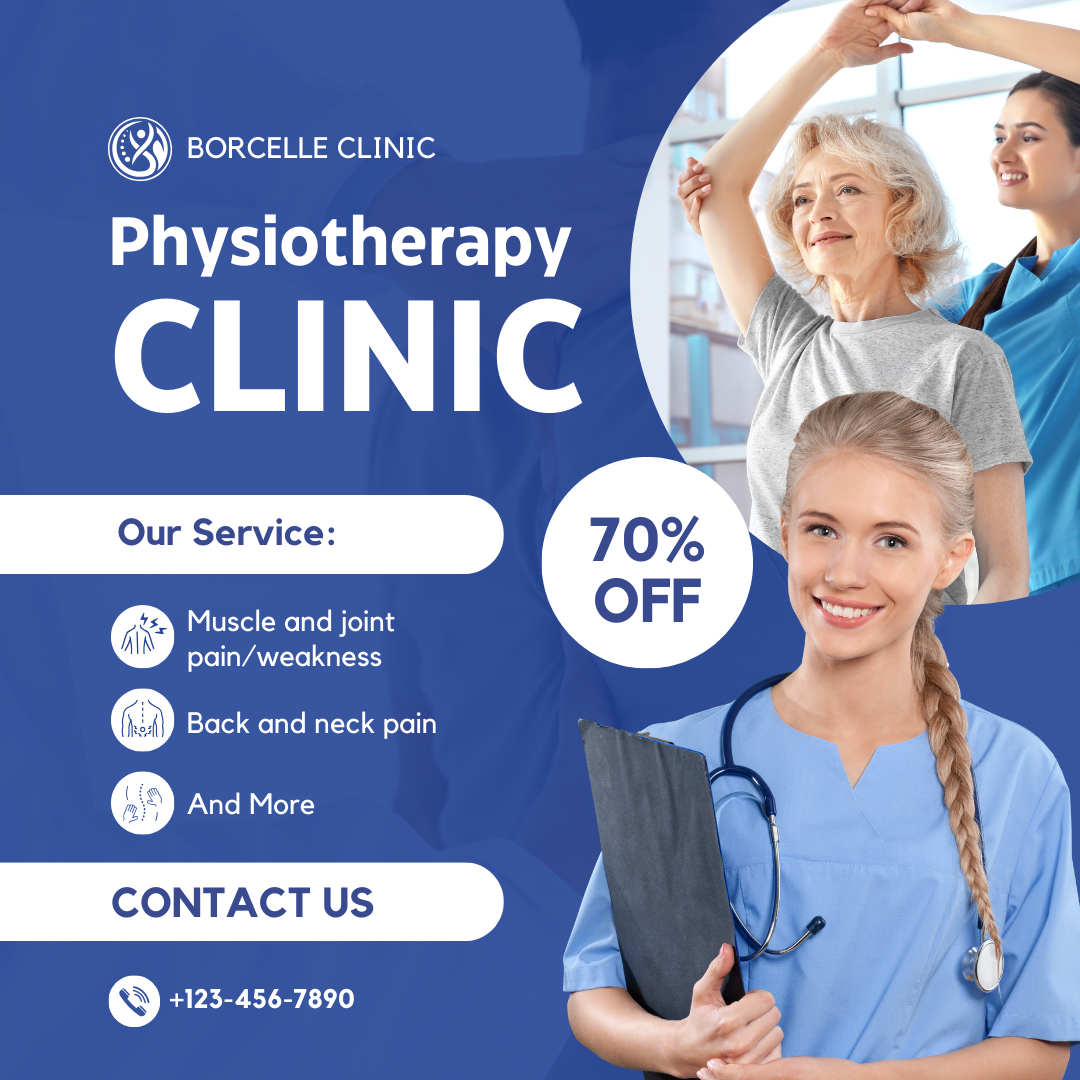 BORCELLE CLINIC
Physiotherapy
CLINIC
Our Service:
70%
OFF
Muscle and joint
pain/weakness
Back and neck pain
And More
CONTACT US
+123-456-7890